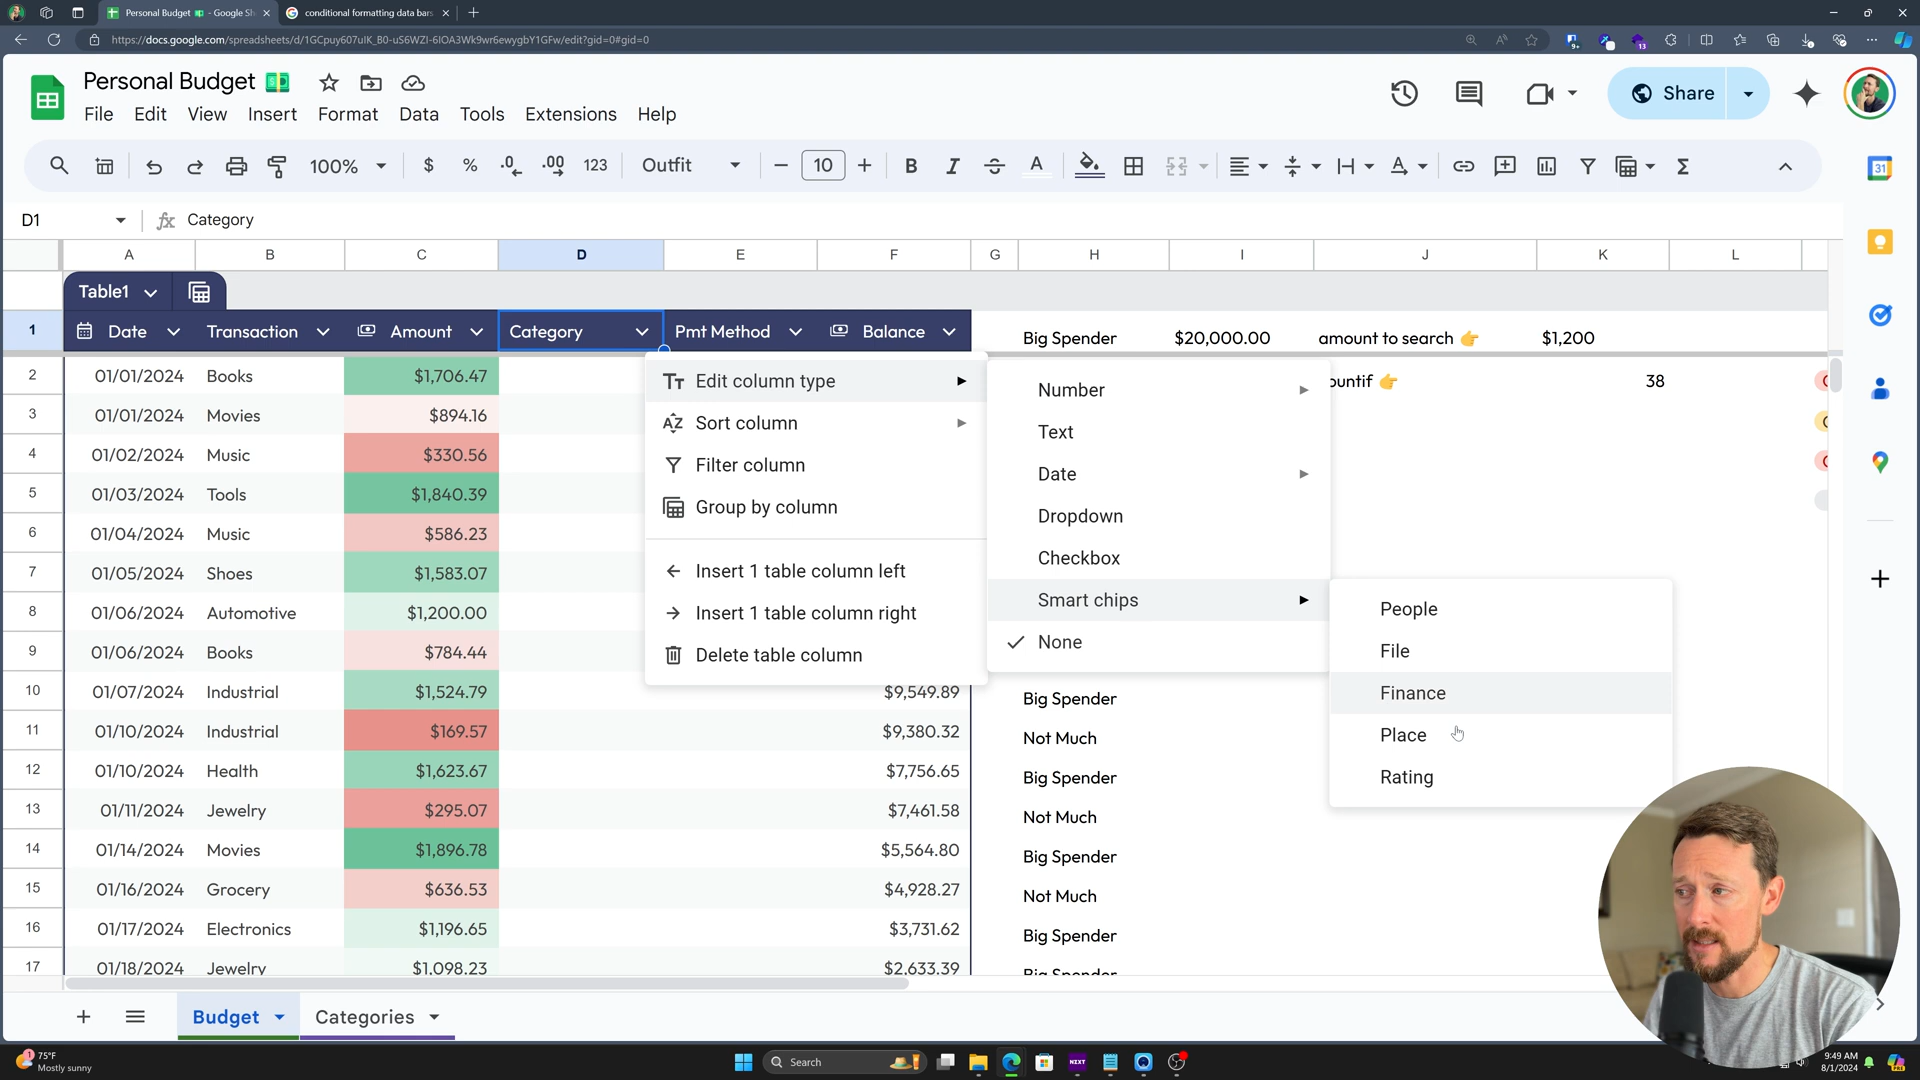 Personal Budget - Google Sh
conditional formatting data bars
https://docs.google.com/spreadsheets/d/1GCpuy607uIK_B0-uS6WZI-6IOA3Wk9wr6ewygbY1GFw/edit?gid=0#gid=0
9+
13
Personal Budget
File Edit View Insert Format Data Tools Extensions Help
Share
100% $ % .0 .00 123 Outfit 10 B I S A A Σ
31
D1 fx Category
A B C D E F G H I J K L
Table1
1 Date Transaction Amount Category Pmt Method Balance Big Spender $20,000.00 amount to search 👉 $1,200
2 01/01/2024 Books $1,706.47 ountif 👉 38
3 01/01/2024 Movies $894.16
4 01/02/2024 Music $330.56
5 01/03/2024 Tools $1,840.39
6 01/04/2024 Music $586.23
7 01/05/2024 Shoes $1,583.07
8 01/06/2024 Automotive $1,200.00
9 01/06/2024 Books $784.44
10 01/07/2024 Industrial $1,524.79 $9,549.89 Big Spender
11 01/10/2024 Industrial $169.57 $9,380.32 Not Much
12 01/10/2024 Health $1,623.67 $7,756.65 Big Spender
13 01/11/2024 Jewelry $295.07 $7,461.58 Not Much
14 01/14/2024 Movies $1,896.78 $5,564.80 Big Spender
15 01/16/2024 Grocery $636.53 $4,928.27 Not Much
16 01/17/2024 Electronics $1,196.65 $3,731.62 Big Spender
17 01/18/2024 Jewelry $1,098.23 $2,633.39 Big Spender
Edit column type
Sort column
Filter column
Group by column
Insert 1 table column left
Insert 1 table column right
Delete table column
Number
Text
Date
Dropdown
Checkbox
Smart chips
None
People
File
Finance
Place
Rating
Budget Categories
1
75°F
Mostly sunny
Search
NEXT
9:49 AM
8/1/2024